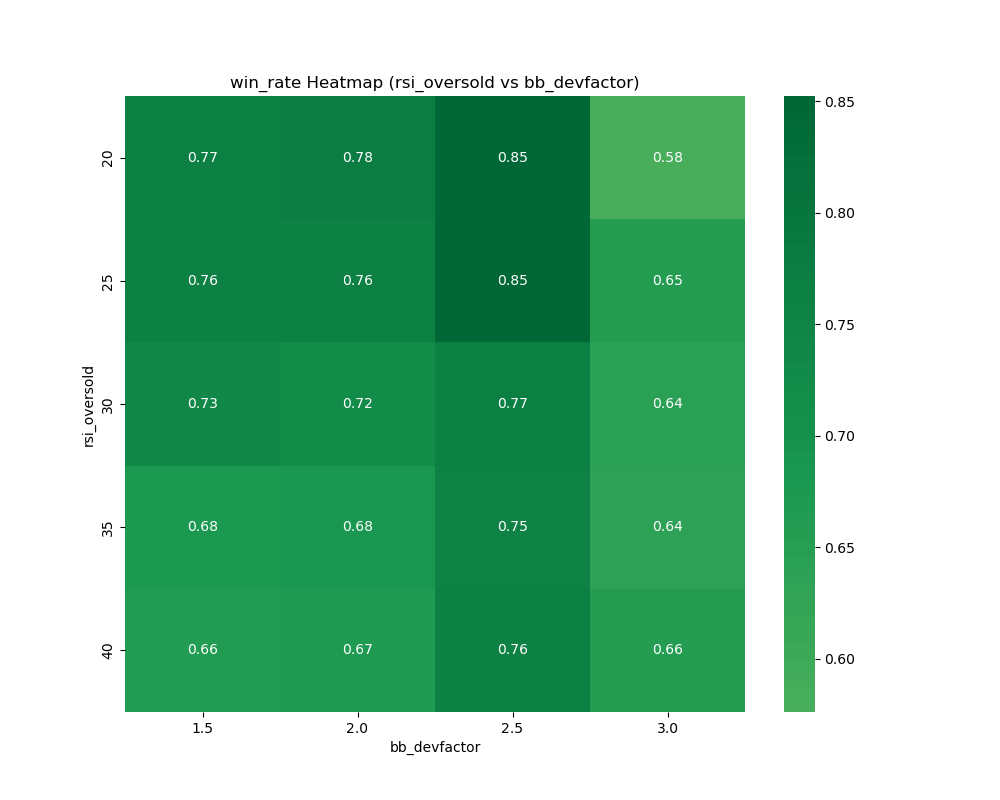 win_rate Heatmap (rsi_oversold vs bb_devfactor)
0.77 0.78 0.85 0.58
0.76 0.76 0.85 0.65
0.73 0.72 0.77 0.64
0.68 0.68 0.75 0.64
0.66 0.67 0.76 0.66
20
25
30
35
40
rsi_oversold
1.5 2.0 2.5 3.0
bb_devfactor
0.85
0.80
0.75
0.70
0.65
0.60